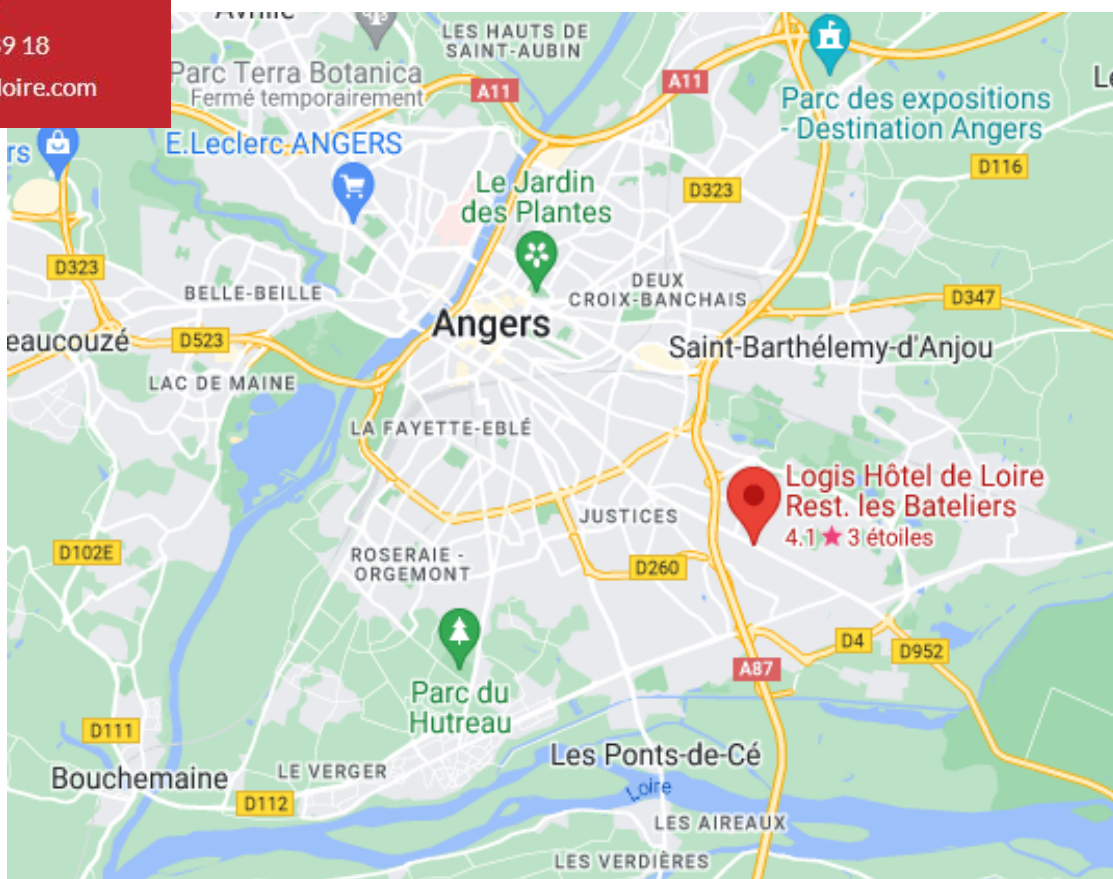 39 18
loire.com
LES HAUTS DE
SAINT-AUBIN
A11
A11
Parc Terra Botanica
Fermé temporairement
Parc des expositions
- Destination Angers
E.Leclerc ANGERS
D116
Le Jardin
des Plantes
D323
D323
DEUX
CROIX-BANCHAIS
BELLE-BEILLE
D347
Angers
D523
Saint-Barthélemy-d'Anjou
LAC DE MAINE
LA FAYETTE-EBLÉ
Logis Hôtel de Loire
Rest. les Bateliers
4.1 ★ 3 étoiles
JUSTICES
D102E
ROSERAIE -
ORGEMONT
D260
D4
D952
A87
Parc du
Hutreau
D111
Les Ponts-de-Cé
Bouchemaine
LE VERGER
Loire
D112
LES AIREAUX
LES VERDIÈRES